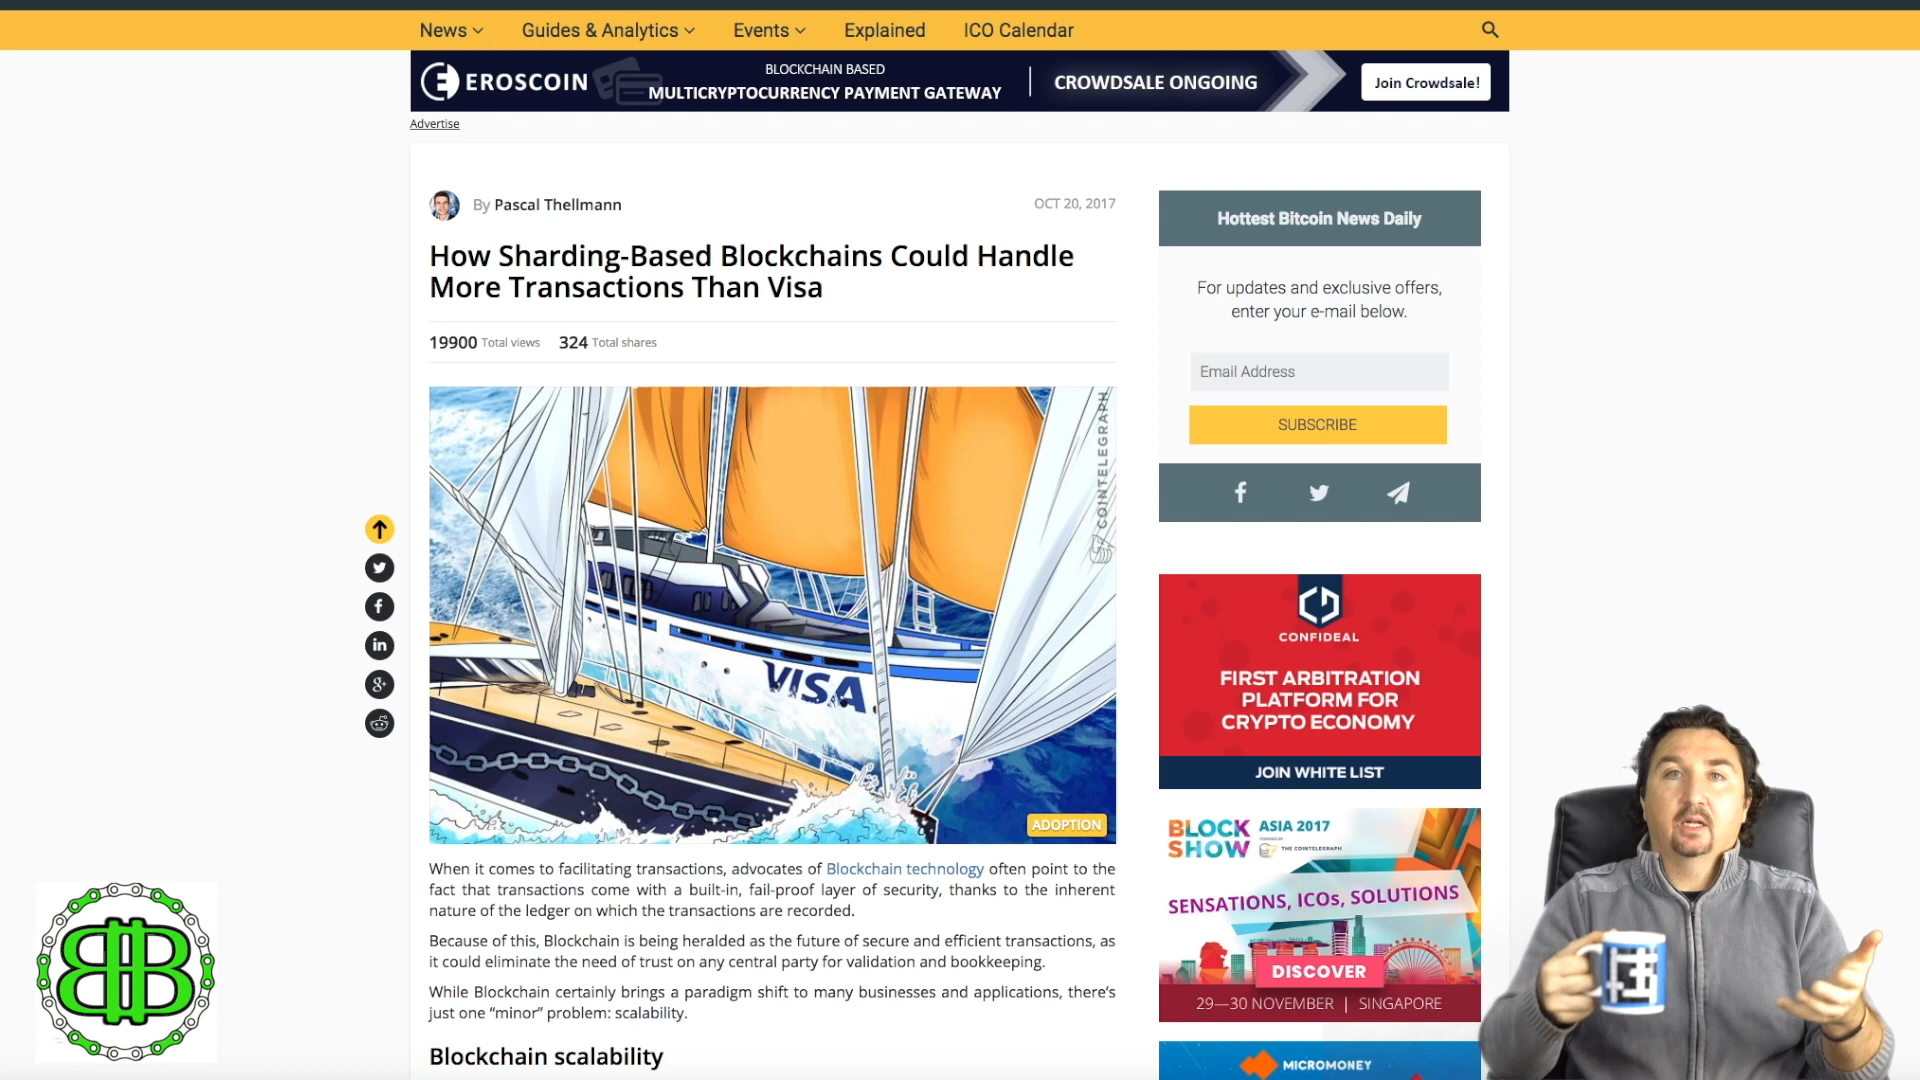 News
Guides & Analytics
Events
Explained
ICO Calendar
EROSCOIN
BLOCKCHAIN BASED
MULTICRYPTOCURRENCY PAYMENT GATEWAY
CROWDSALE ONGOING
Join Crowdsale!
Advertise
By Pascal Thellmann
OCT 20, 2017
How Sharding-Based Blockchains Could Handle
More Transactions Than Visa
19900 Total views 324 Total shares
COINTELEGRAPH
VISA
ADOPTION
When it comes to facilitating transactions, advocates of Blockchain technology often point to the
fact that transactions come with a built-in, fail-proof layer of security, thanks to the inherent
nature of the ledger on which the transactions are recorded.
Because of this, Blockchain is being heralded as the future of secure and efficient transactions, as
it could eliminate the need of trust on any central party for validation and bookkeeping.
While Blockchain certainly brings a paradigm shift to many businesses and applications, there's
just one "minor" problem: scalability.
Blockchain scalability
Hottest Bitcoin News Daily
For updates and exclusive offers,
enter your e-mail below.
Email Address
SUBSCRIBE
CONFIDEAL
FIRST ARBITRATION
PLATFORM FOR
CRYPTO ECONOMY
JOIN WHITE LIST
BLOCK
SHOW
ASIA 2017
POWERED BY
THE COINTELEGRAPH
SENSATIONS, ICOs, SOLUTIONS
DISCOVER
29—30 NOVEMBER | SINGAPORE
MICROMONEY